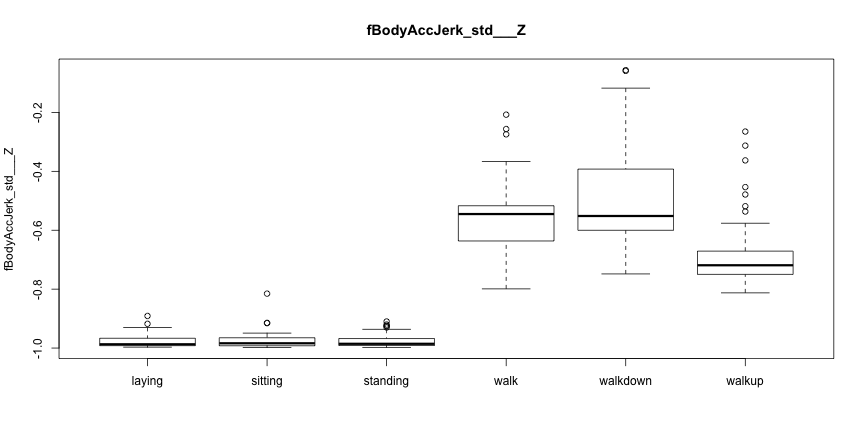 fBodyAccJerk_std___Z
fBodyAccJerk_std___Z
-0.2
-0.4
-0.6
-0.8
-1.0
laying sitting standing walk walkdown walkup